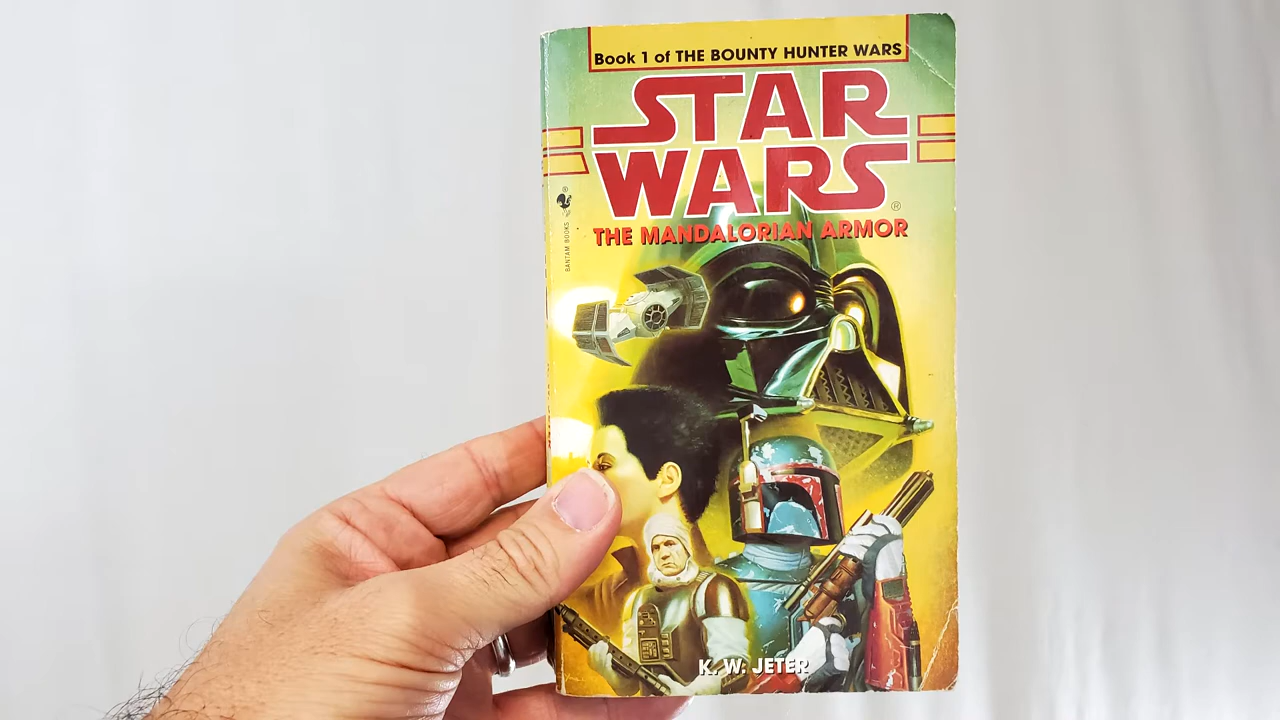 Book 1 of THE BOUNTY HUNTER WARS
STAR
WARS
®
THE MANDALORIAN ARMOR
®
BANTAM BOOKS
K. W. JETER